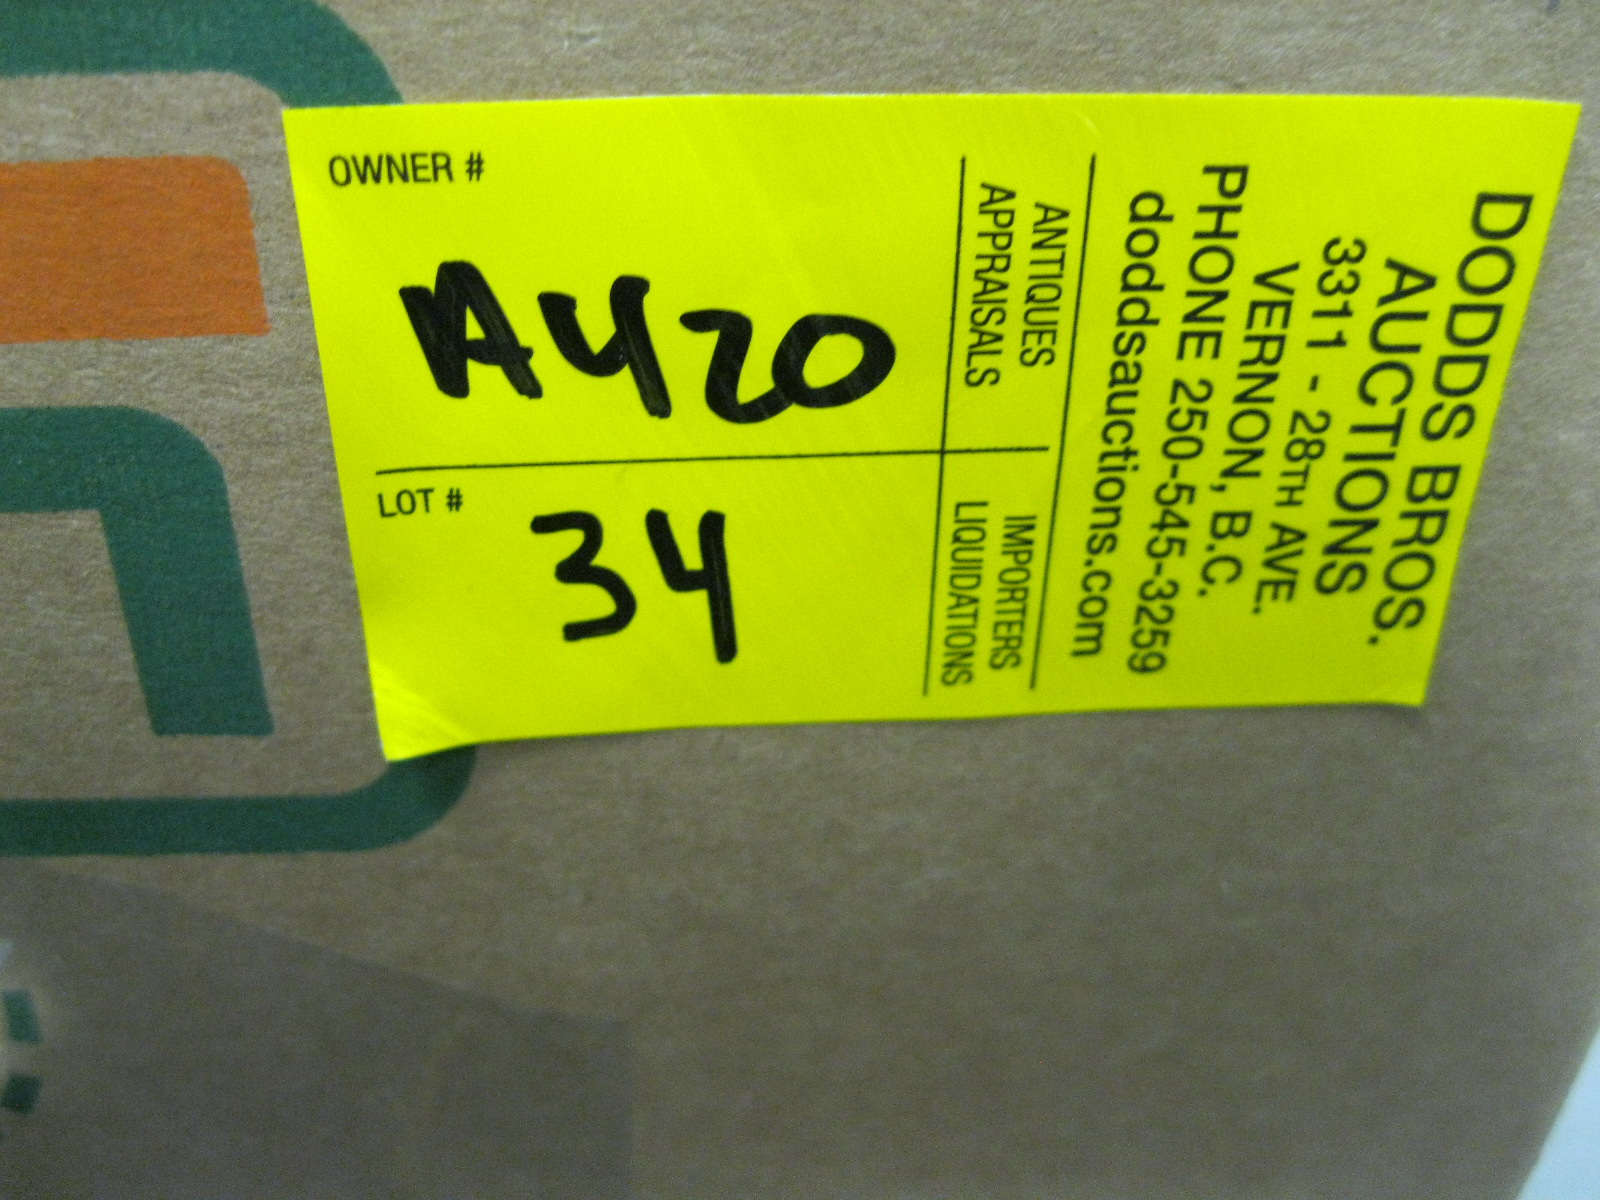 OWNER #
A420
LOT #
34
ANTIQUES
APPRAISALS
IMPORTERS
LIQUIDATIONS
DODDS BROS.
AUCTIONS
3311 - 28TH AVE.
VERNON, B.C.
PHONE 250-545-3259
doddsauctions.com